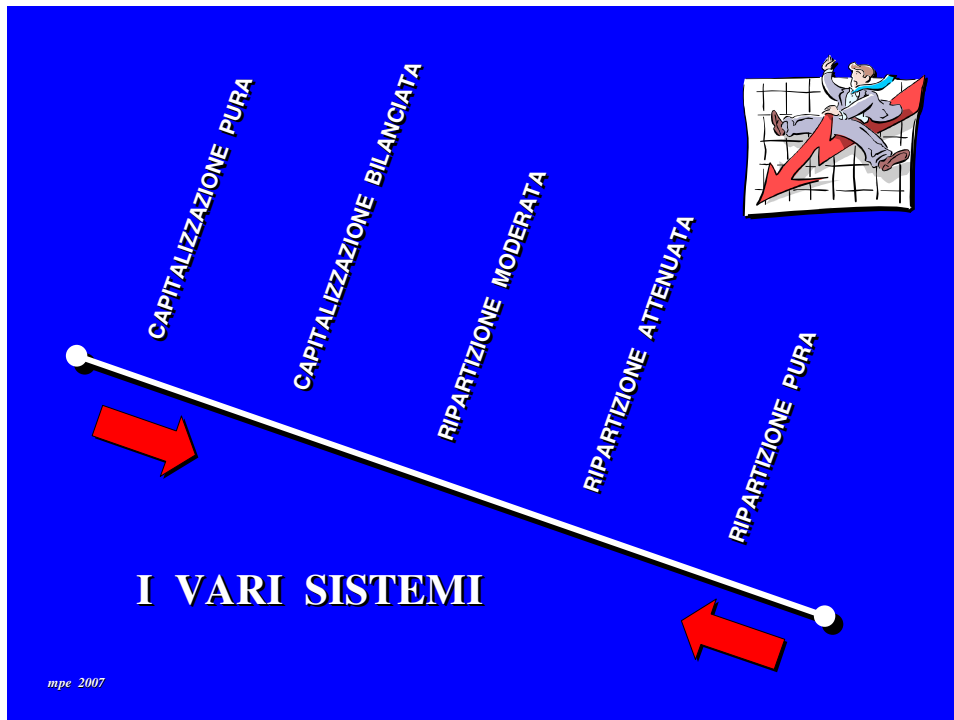 CAPITALIZZAZIONE PURA
CAPITALIZZAZIONE BILANCIATA
RIPARTIZIONE MODERATA
RIPARTIZIONE ATTENUATA
RIPARTIZIONE PURA
I VARI SISTEMI
mpe 2007